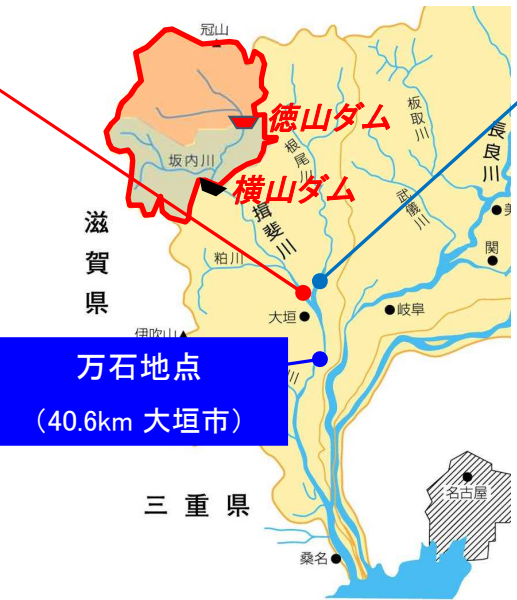 冠山
徳山ダム
板取川
長良川
根尾川
坂内川
横山ダム
武儀川
揖斐川
滋賀県
粕川
関
岐阜
大垣
伊吹山
万石地点
（40.6km 大垣市）
三重県
名古屋
桑名